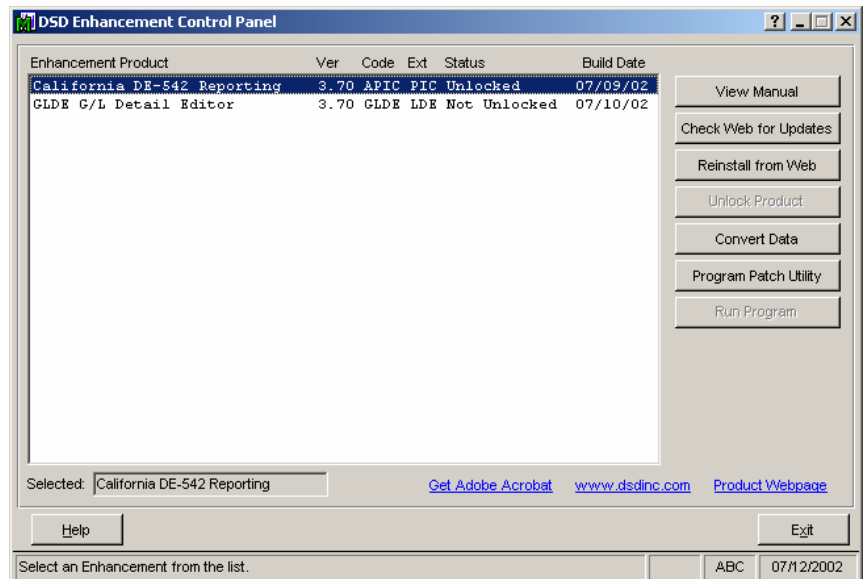 DSD Enhancement Control Panel
Enhancement Product Ver Code Ext Status Build Date
California DE-542 Reporting 3.70 APIC PIC Unlocked 07/09/02
GLDE G/L Detail Editor 3.70 GLDE LDE Not Unlocked 07/10/02
View Manual
Check Web for Updates
Reinstall from Web
Unlock Product
Convert Data
Program Patch Utility
Run Program
Selected: California DE-542 Reporting Get Adobe Acrobat www.dsdinc.com Product Webpage
Help Exit
Select an Enhancement from the list. ABC 07/12/2002